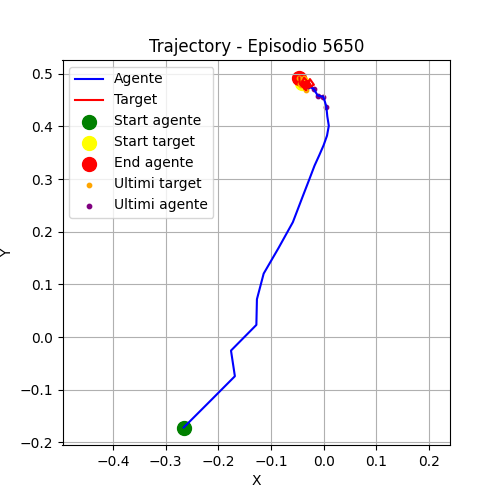 Trajectory - Episodio 5650
Agente
Target
Start agente
Start target
End agente
Ultimi target
Ultimi agente
0.5
0.4
0.3
0.2
0.1
0.0
−0.1
−0.2
Y
−0.4
−0.3
−0.2
−0.1
0.0
0.1
0.2
X